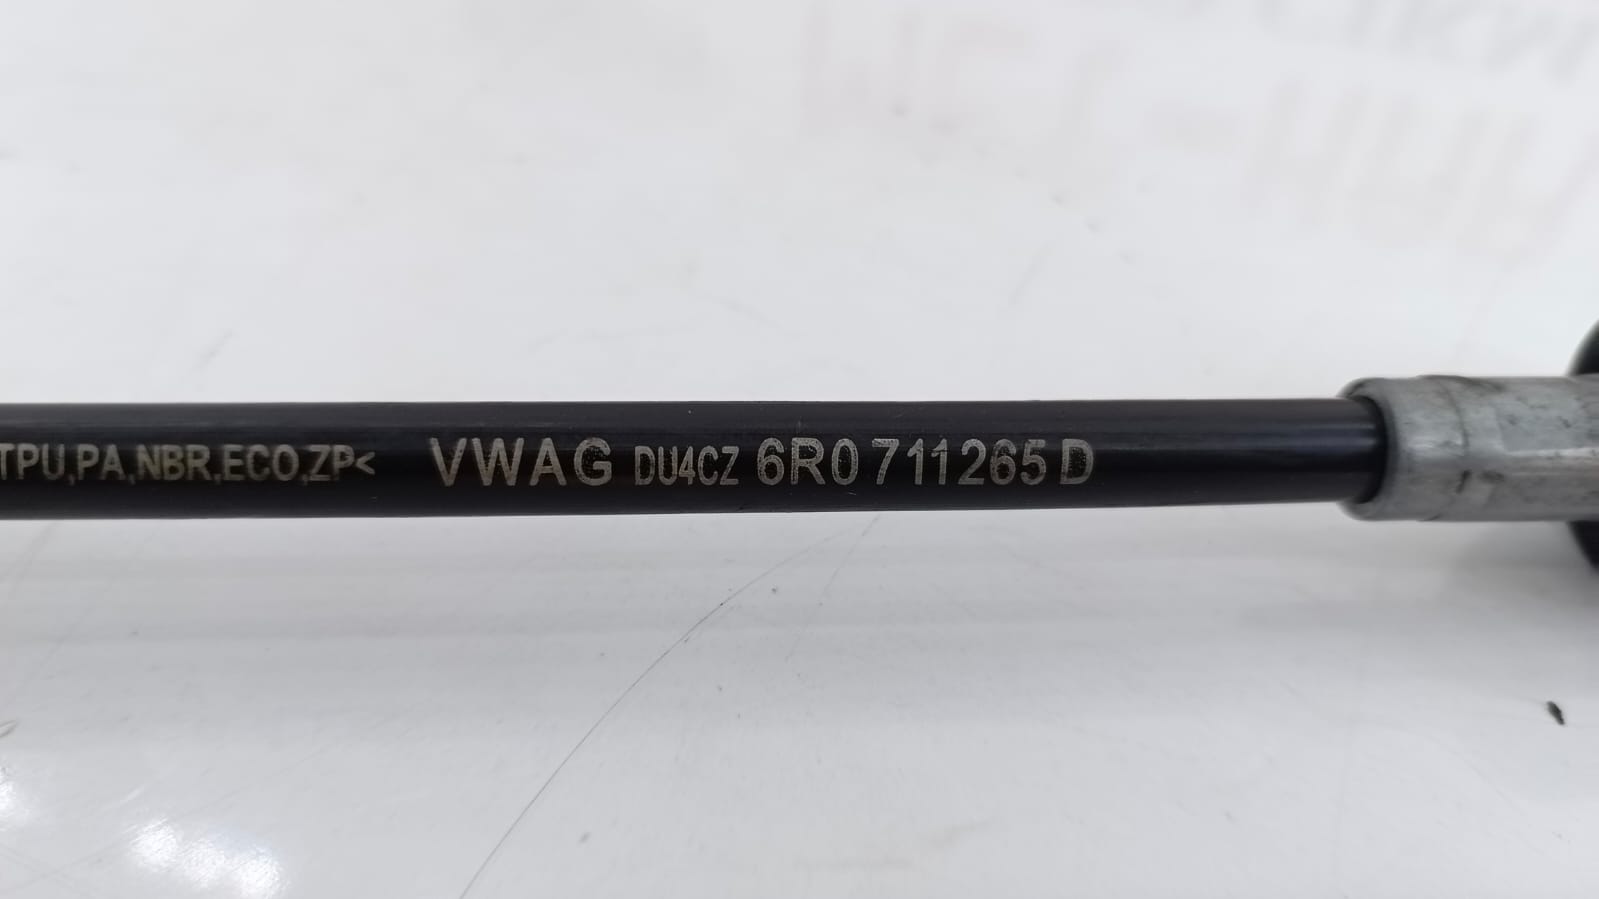 TPU,PA,NBR,ECO,ZP< VWAG DU4CZ 6R0 711 265 D